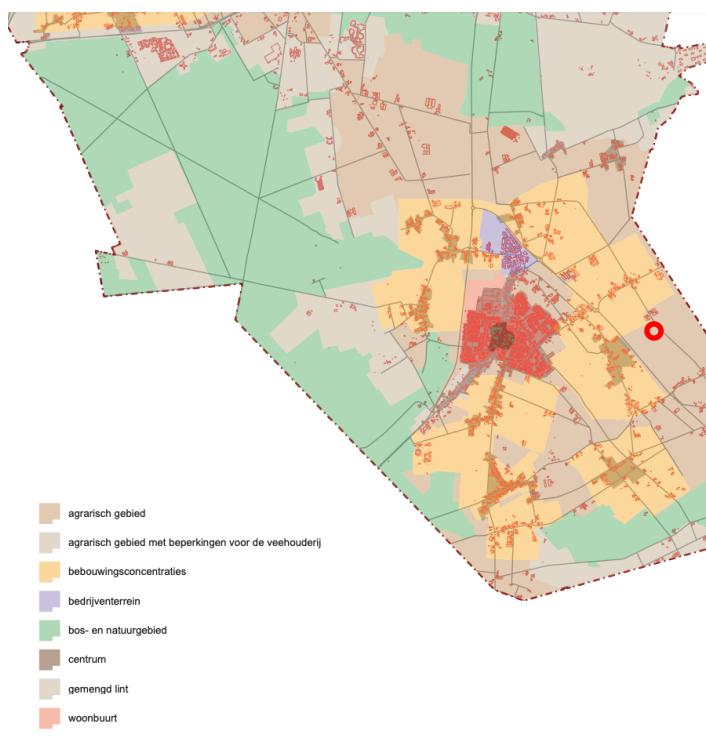 agrarisch gebied
agrarisch gebied met beperkingen voor de veehouderij
bebouwingsconcentraties
bedrijventerrein
bos- en natuurgebied
centrum
gemengd lint
woonbuurt